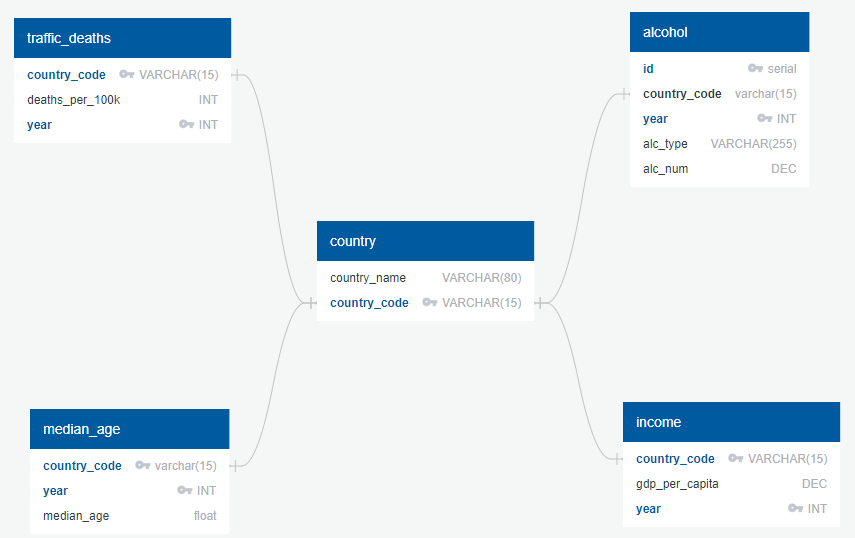 traffic_deaths
country_code VARCHAR(15)
deaths_per_100k INT
year INT
alcohol
id serial
country_code varchar(15)
year INT
alc_type VARCHAR(255)
alc_num DEC
country
country_name VARCHAR(80)
country_code VARCHAR(15)
median_age
country_code varchar(15)
year INT
median_age float
income
country_code VARCHAR(15)
gdp_per_capita DEC
year INT